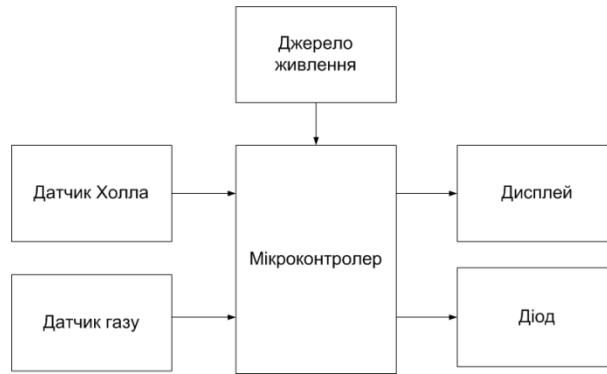 Джерело
живлення
Датчик Холла
Мікроконтролер
Дисплей
Датчик газу
Діод